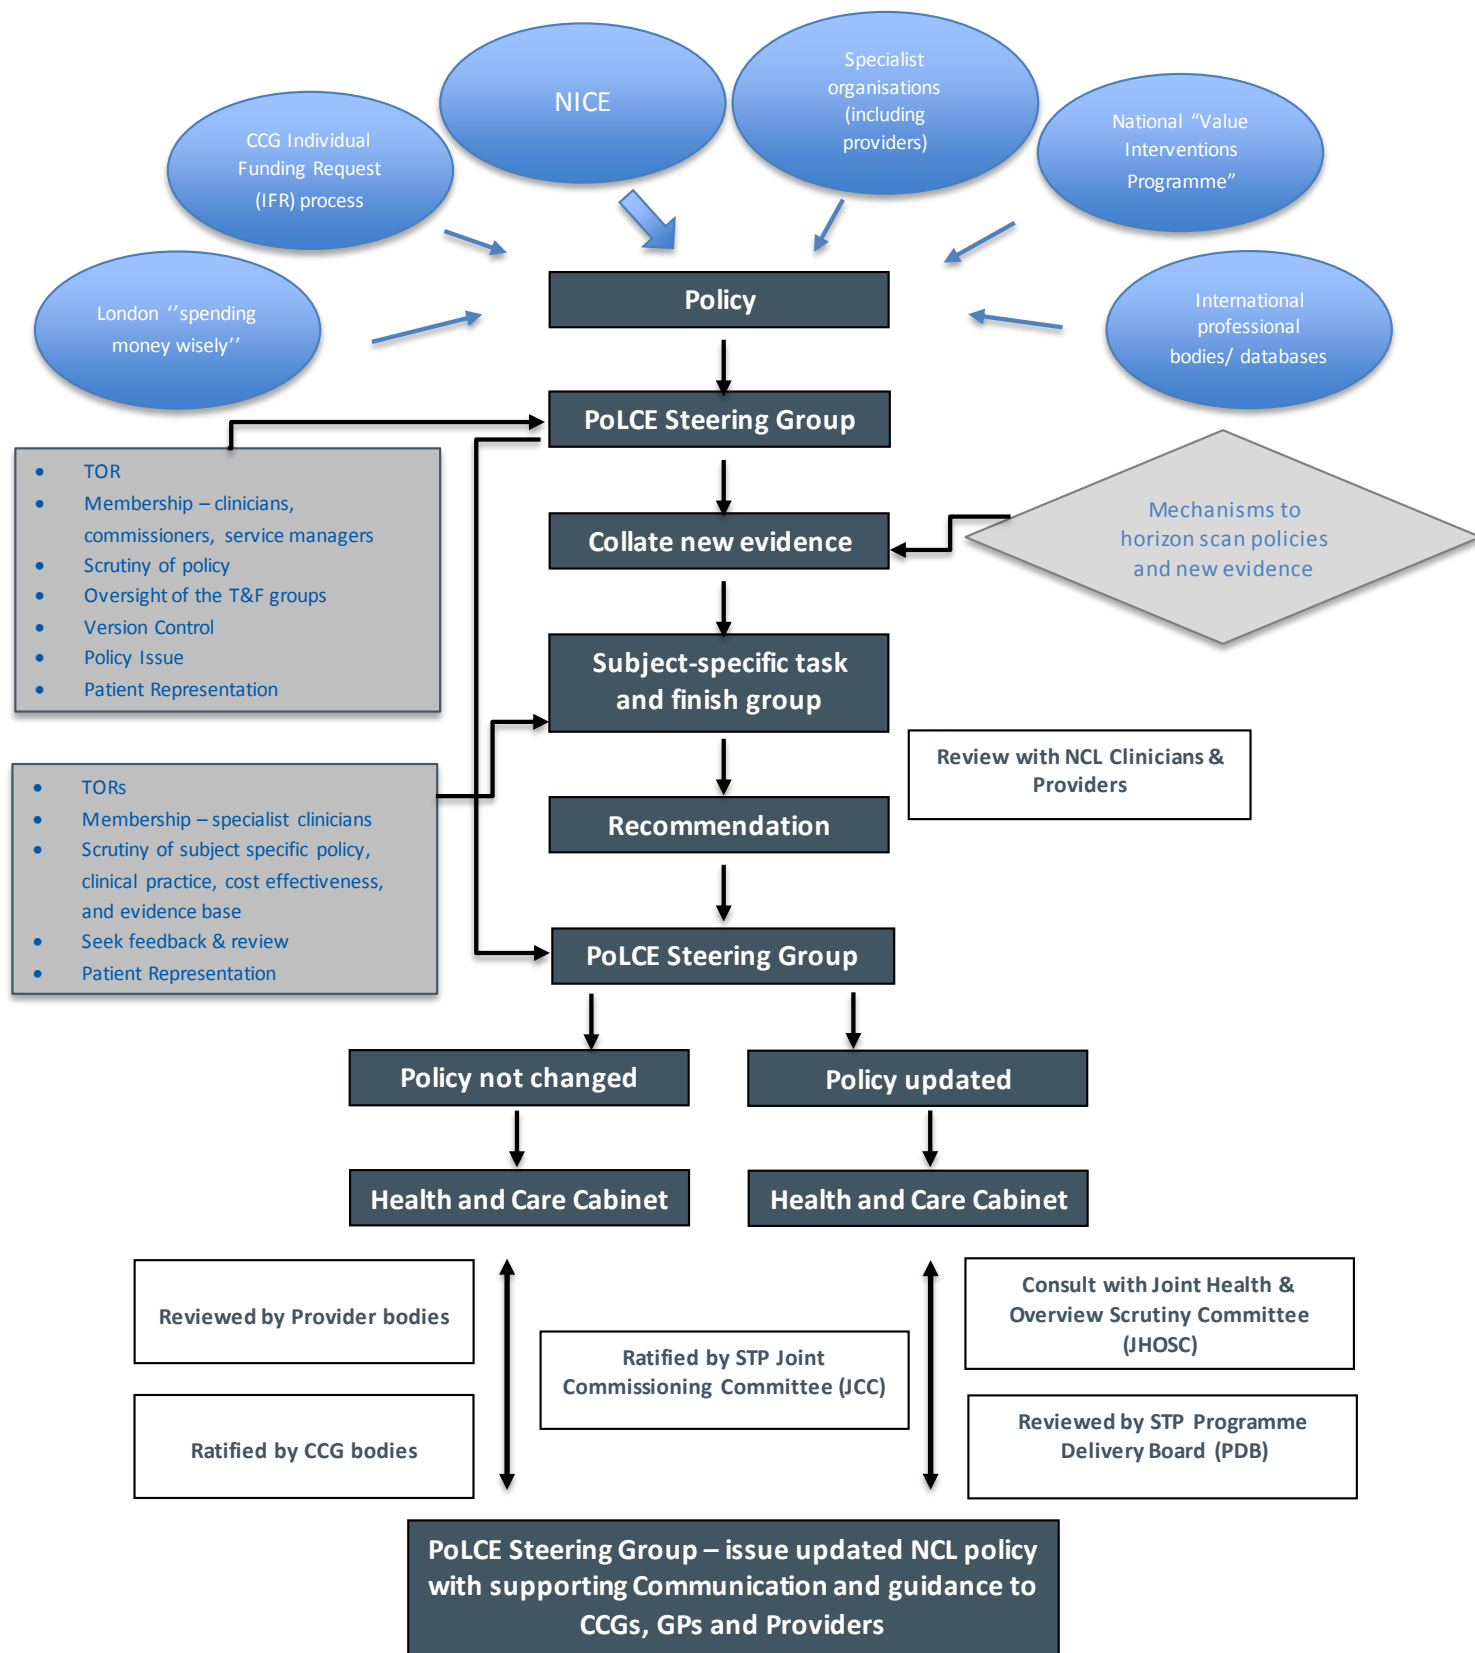 NICE
Specialist
organisations
(including
providers)
CCG Individual
Funding Request
(IFR) process
National “Value
Interventions
Programme”
London ‘’spending
money wisely’’
International
professional
bodies/ databases
Policy
PoLCE Steering Group
• TOR
• Membership – clinicians,
commissioners, service managers
• Scrutiny of policy
• Oversight of the T&F groups
• Version Control
• Policy Issue
• Patient Representation
Collate new evidence
Mechanisms to
horizon scan policies
and new evidence
Subject-specific task
and finish group
• TORs
• Membership – specialist clinicians
• Scrutiny of subject specific policy,
clinical practice, cost effectiveness,
and evidence base
• Seek feedback & review
• Patient Representation
Review with NCL Clinicians &
Providers
Recommendation
PoLCE Steering Group
Policy not changed
Policy updated
Health and Care Cabinet
Health and Care Cabinet
Reviewed by Provider bodies
Ratified by CCG bodies
Ratified by STP Joint
Commissioning Committee (JCC)
Consult with Joint Health &
Overview Scrutiny Committee
(JHOSC)
Reviewed by STP Programme
Delivery Board (PDB)
PoLCE Steering Group – issue updated NCL policy
with supporting Communication and guidance to
CCGs, GPs and Providers